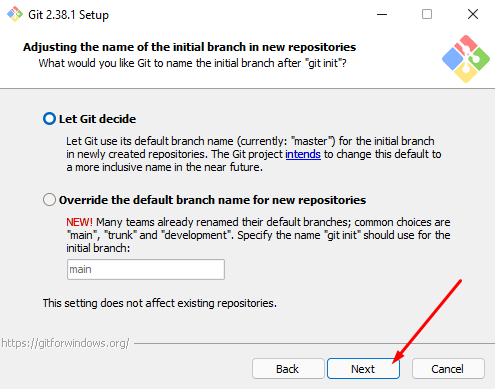 Git 2.38.1 Setup
Adjusting the name of the initial branch in new repositories
What would you like Git to name the initial branch after "git init"?
Let Git decide
Let Git use its default branch name (currently: "master") for the initial branch
in newly created repositories. The Git project intends to change this default to
a more inclusive name in the near future.
Override the default branch name for new repositories
NEW! Many teams already renamed their default branches; common choices are
"main", "trunk" and "development". Specify the name "git init" should use for the
initial branch:
main
This setting does not affect existing repositories.
https://gitforwindows.org/
Back
Next
Cancel